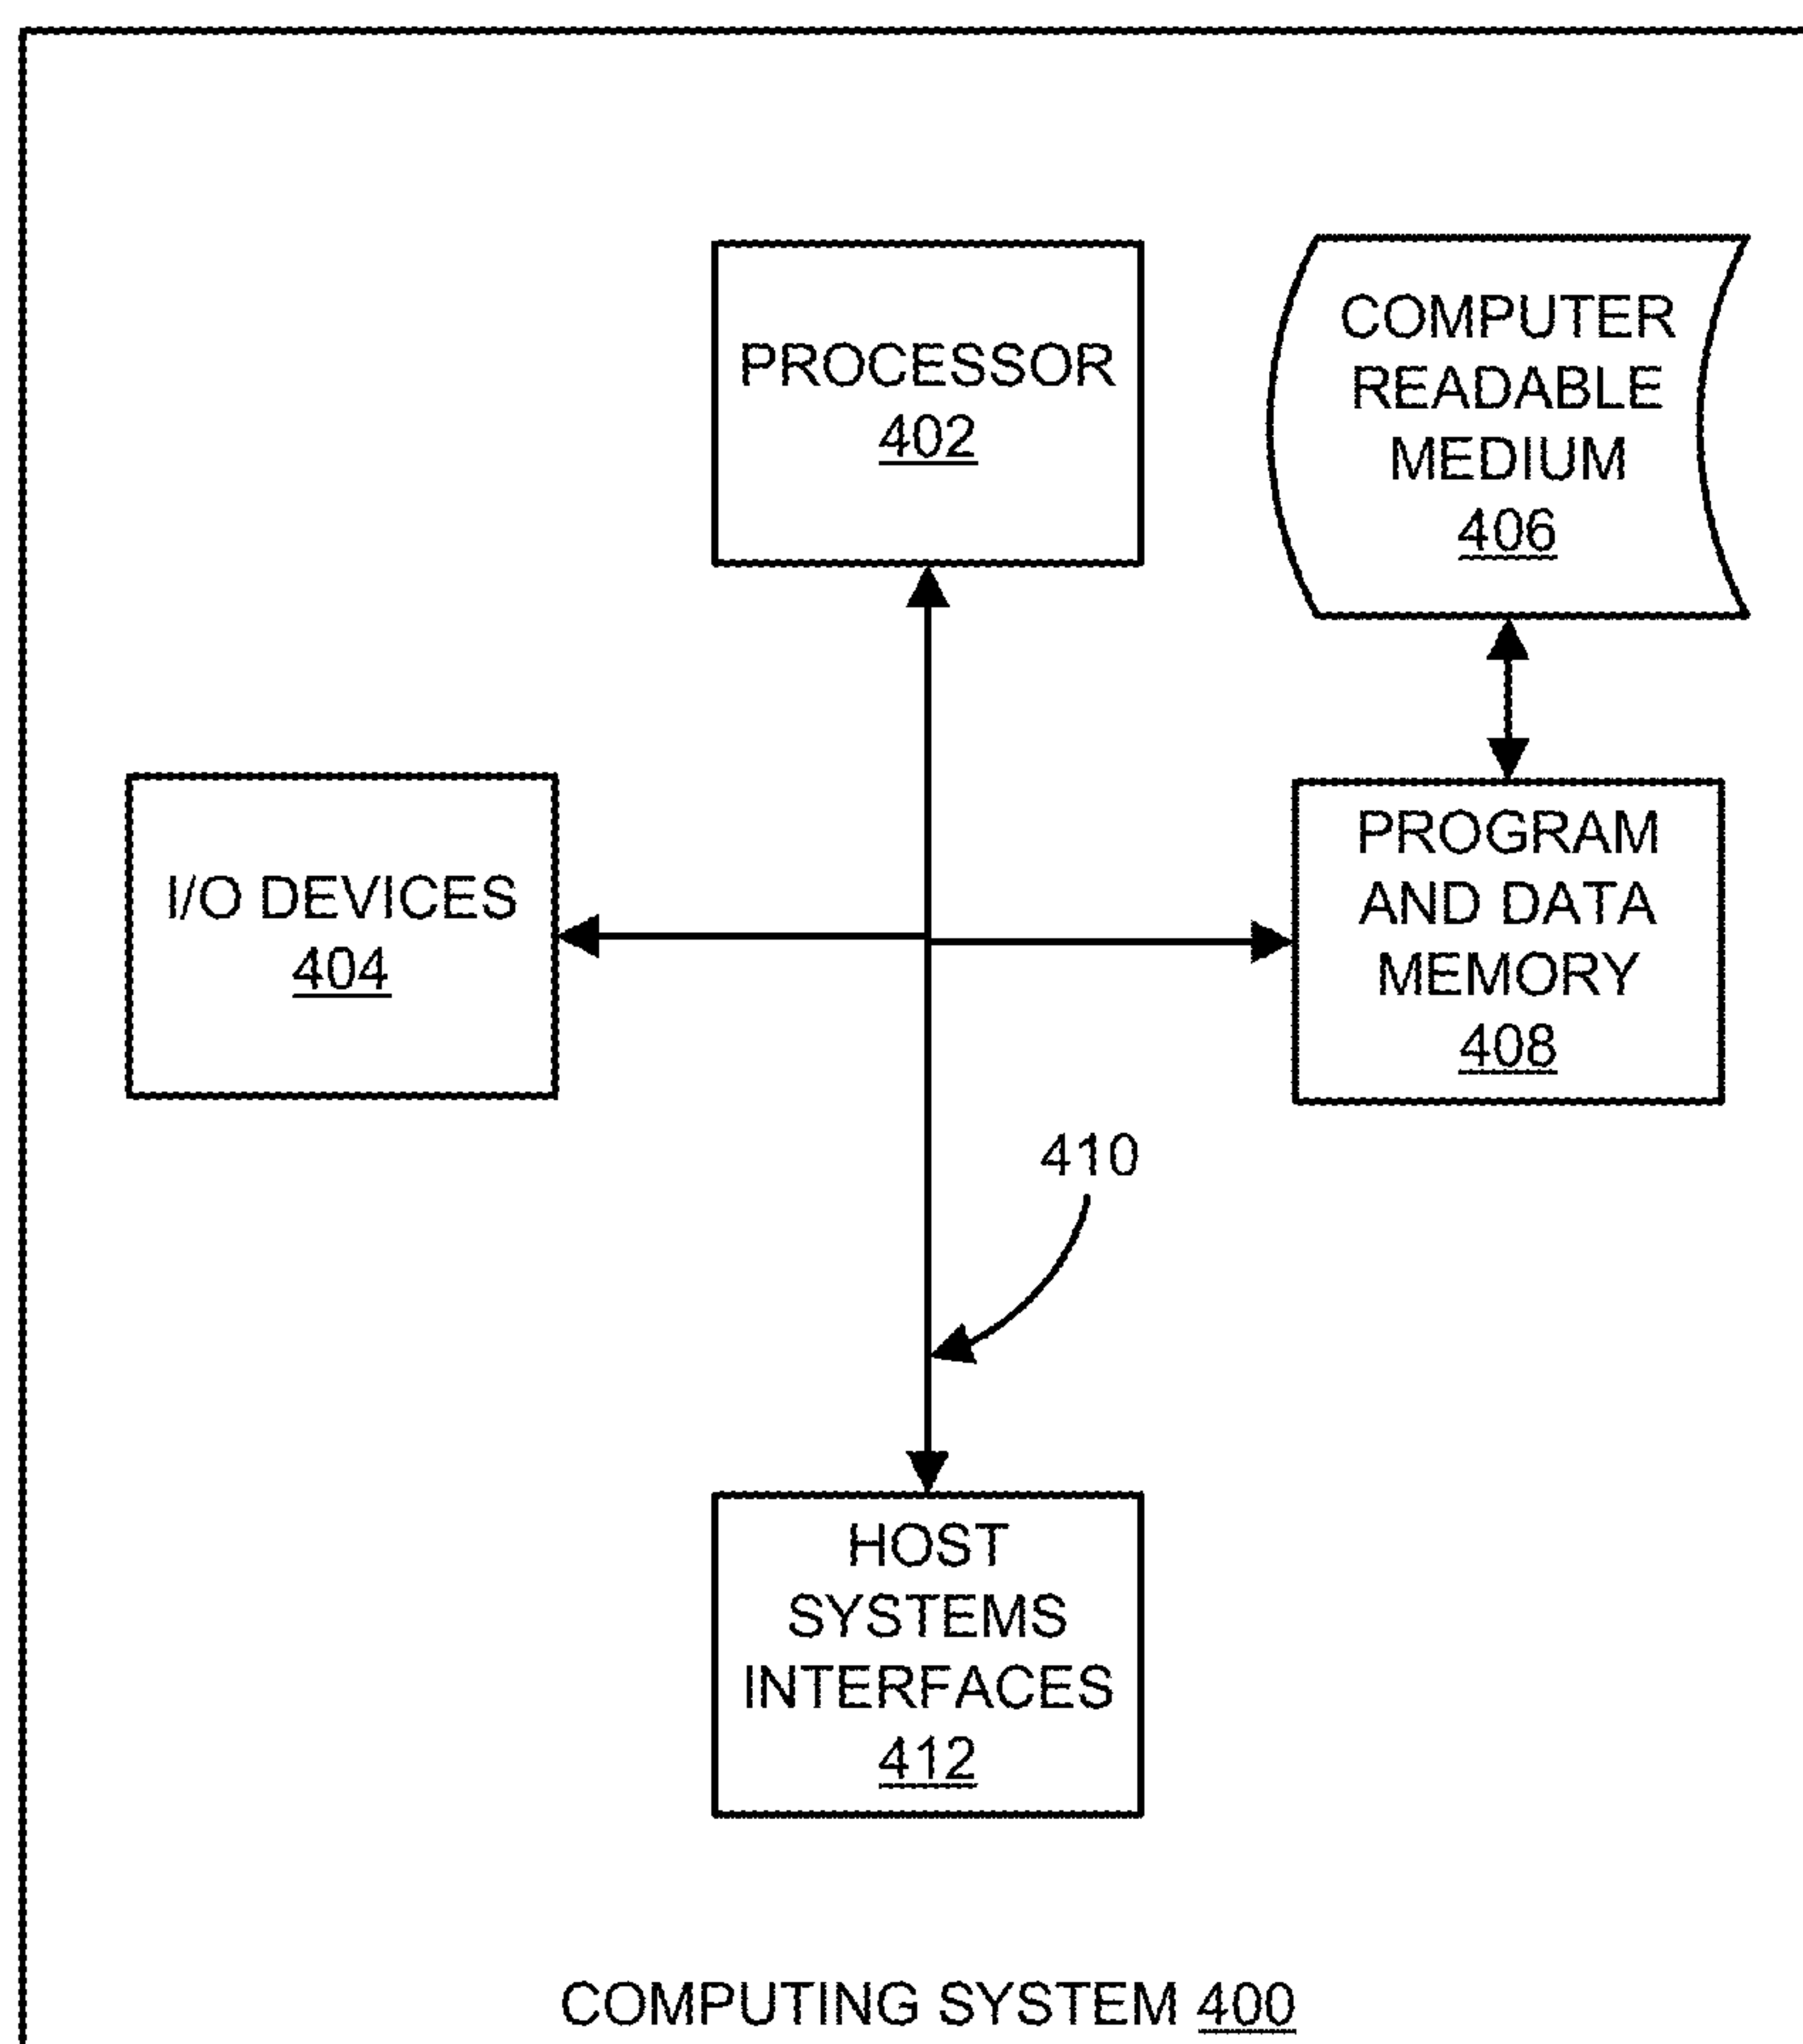 PROCESSOR
402
COMPUTER
READABLE
MEDIUM
406
I/O DEVICES
404
PROGRAM
AND DATA
MEMORY
408
410
HOST
SYSTEMS
INTERFACES
412
COMPUTING SYSTEM 400